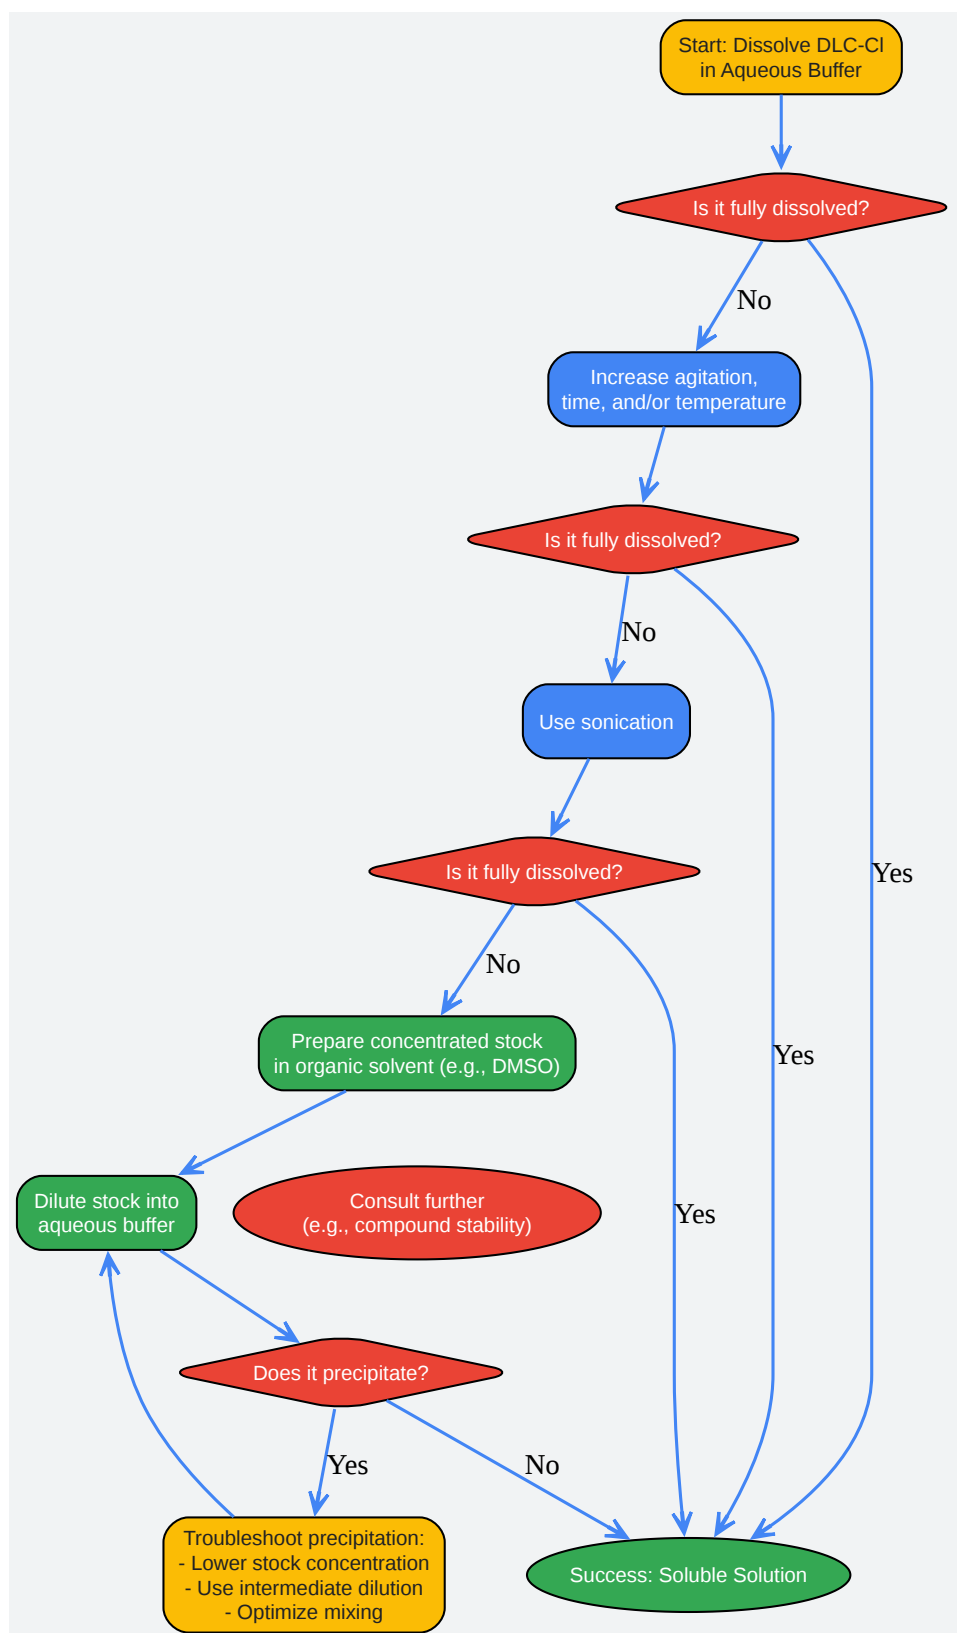 Start: Dissolve DLC-Cl
in Aqueous Buffer
Is it fully dissolved?
No
Increase agitation,
time, and/or temperature
Is it fully dissolved?
No
Use sonication
Is it fully dissolved?
Yes
No
Prepare concentrated stock
in organic solvent (e.g., DMSO)
Yes
Dilute stock into
aqueous buffer
Consult further
(e.g., compound stability)
Yes
Does it precipitate?
Yes
No
Troubleshoot precipitation:
- Lower stock concentration
- Use intermediate dilution
- Optimize mixing
Success: Soluble Solution